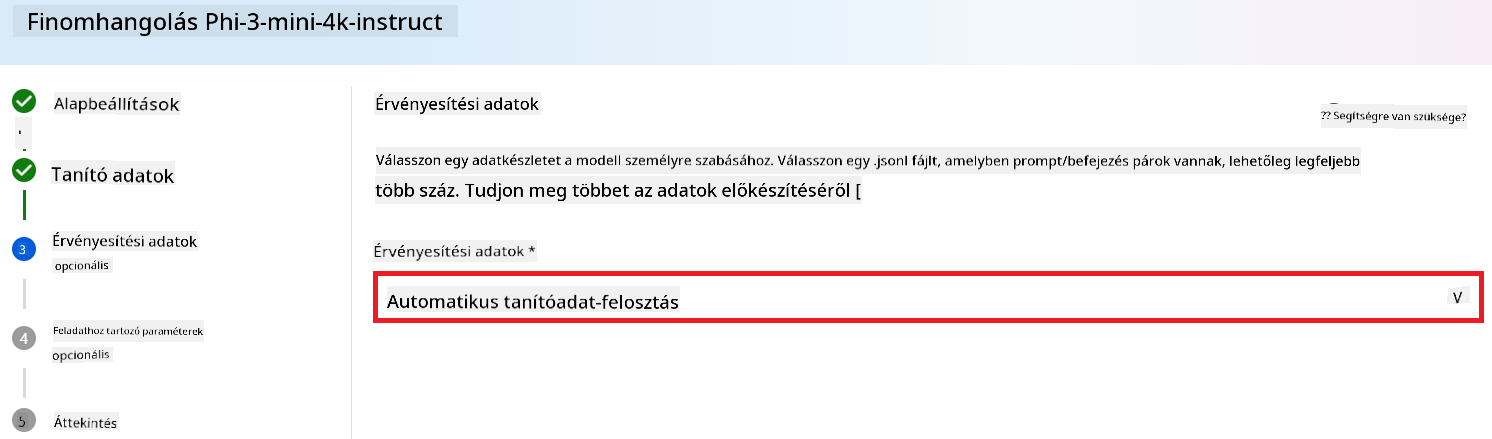 Finomhangolás Phi-3-mini-4k-instruct
Alapbeállítások
Tanító adatok
3
Érvényesítési adatok
opcionális
4
Feladathoz tartozó paraméterek
opcionális
5
Áttekintés
Érvényesítési adatok
?? Segítségre van szüksége?
Válasszon egy adatkészletet a modell személyre szabásához. Válasszon egy .jsonl fájlt, amelyben prompt/befejezés párok vannak, lehetőleg legfeljebb
több száz. Tudjon meg többet az adatok előkészítéséről [
Érvényesítési adatok *
Automatikus tanítóadat-felosztás
V